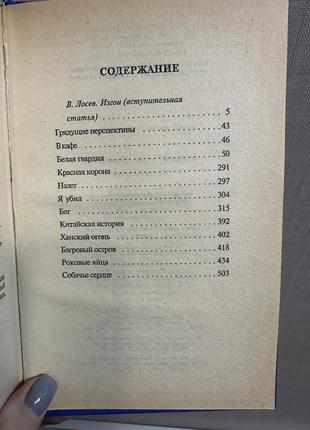 СОДЕРЖАНИЕ
В. Лосев. Изгои (вступительная
статья) . . . . . . . . . . . . . . . . . . . 5
Грядущие перспективы . . . . . . . . . . . . 43
В кафе . . . . . . . . . . . . . . . . . . . 46
Белая гвардия . . . . . . . . . . . . . . . . 50
Красная корона . . . . . . . . . . . . . . . 291
Налет . . . . . . . . . . . . . . . . . . . 297
Я убил . . . . . . . . . . . . . . . . . . . 304
Бег . . . . . . . . . . . . . . . . . . . . 315
Китайская история . . . . . . . . . . . . . 392
Ханский огонь . . . . . . . . . . . . . . . 402
Багровый остров . . . . . . . . . . . . . . 418
Роковые яйца . . . . . . . . . . . . . . . . 434
Собачье сердце . . . . . . . . . . . . . . . 503